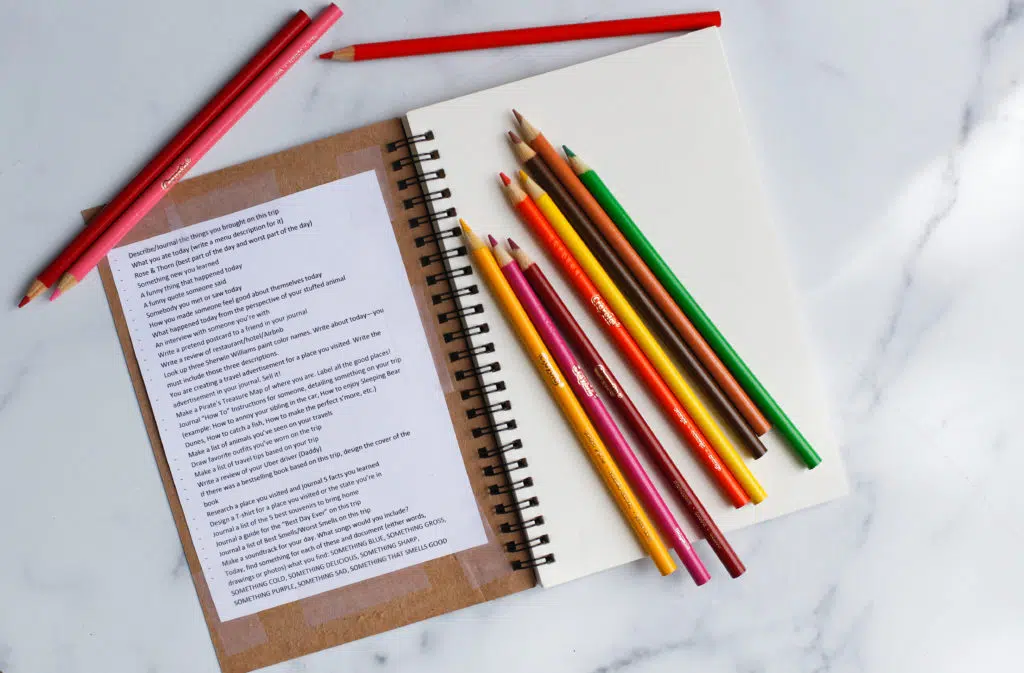 Describe/Journal the things you brought on this trip
What you ate today (write a menu description for it)
Rose & Thorn (best part of the day and worst part of the day)
Something new you learned
A funny thing that happened today
A funny quote someone said
Somebody you met or saw today
How you made someone feel good about themselves today
What happened today from the perspective of your stuffed animal
An interview with someone you're with
Write a pretend postcard to a friend in your journal
Write a review of restaurant/hotel/Airbnb
Look up three Sherwin Williams paint color names. Write about today—you
must include those three descriptions.
You are creating a travel advertisement for a place you visited. Write the
advertisement in your journal. Sell it!
Make a Pirate's Treasure Map of where you are. Label all the good places!
Journal "How To" Instructions for someone, detailing something on your trip
(example: How to annoy your sibling in the car, How to enjoy Sleeping Bear
Dunes, How to catch a fish, How to make the perfect s'more, etc.)
Make a list of animals you've seen on your travels
Draw favorite outfits you've worn on the trip
Make a list of travel tips based on your trip
Write a review of your Uber driver (Daddy)
If there was a bestselling book based on this trip, design the cover of the
book
Research a place you visited and journal 5 facts you learned
Design a T-shirt for a place you visited or the state you're in
Journal a list of the 5 best souvenirs to bring home
Journal a guide for the "Best Day Ever" on this trip
Journal a list of Best Smells/Worst Smells on this trip
Make a soundtrack for your day. What songs would you include?
Today, find something for each of these and document (either words,
drawings or photos) what you find: SOMETHING BLUE, SOMETHING GROSS,
SOMETHING COLD, SOMETHING DELICIOUS, SOMETHING SHARP,
SOMETHING PURPLE, SOMETHING SAD, SOMETHING THAT SMELLS GOOD
Crayola